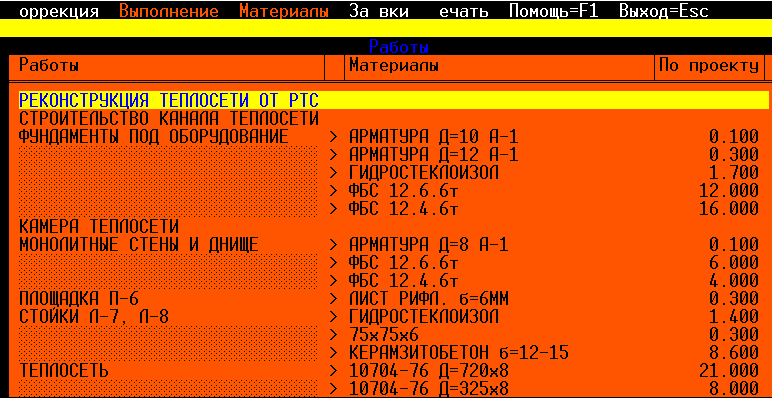 оррекция Выполнение Материалы За вки ечать Помощь=F1 Выход=Esc
Работы
Работы Материалы По проекту
РЕКОНСТРУКЦИЯ ТЕПЛОСЕТИ ОТ РТС
СТРОИТЕЛЬСТВО КАНАЛА ТЕПЛОСЕТИ
ФУНДАМЕНТЫ ПОД ОБОРУДОВАНИЕ > АРМАТУРА Д=10 А-1 0.100
> АРМАТУРА Д=12 А-1 0.300
> ГИДРОСТЕКЛОИЗОЛ 1.700
> ФБС 12.6.6т 12.000
> ФБС 12.4.6т 16.000
КАМЕРА ТЕПЛОСЕТИ
МОНОЛИТНЫЕ СТЕНЫ И ДНИЩЕ > АРМАТУРА Д=8 А-1 0.100
> ФБС 12.6.6т 6.000
> ФБС 12.4.6т 4.000
ПЛОЩАДКА П-6 > ЛИСТ РИФЛ. б=6ММ 0.300
СТОЙКИ Л-7, Л-8 > ГИДРОСТЕКЛОИЗОЛ 1.400
> 75х75х6 0.300
> КЕРАМЗИТОБЕТОН б=12-15 8.600
ТЕПЛОСЕТЬ > 10704-76 Д=720х8 21.000
> 10704-76 Д=325х8 8.000